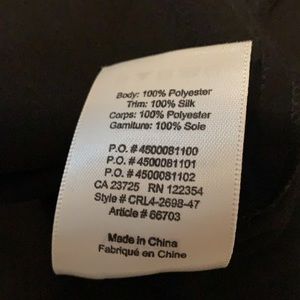 Body: 100% Polyester
Trim: 100% Silk
Corps: 100% Polyester
Garniture: 100% Soie
P.O. # 4500081100
P.O. # 4500081101
P.O. # 4500081102
CA 23725 RN 122354
Style # CRL4-2698-47
Article # 66703
Made in China
Fabriqué en Chine